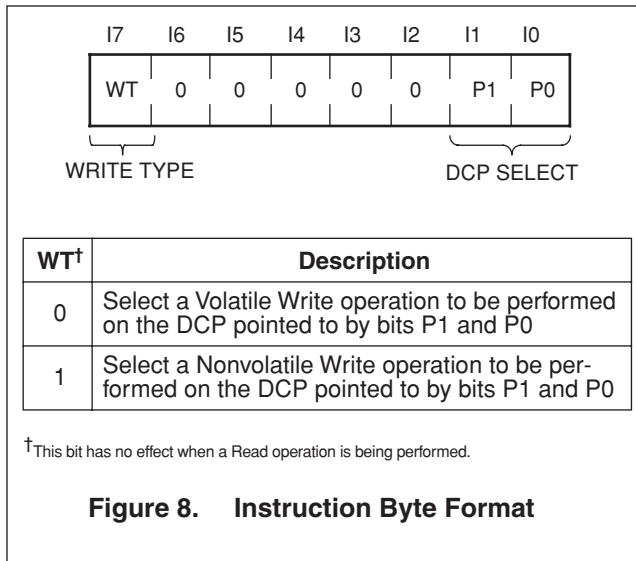 I7 I6 I5 I4 I3 I2 I1 I0
WT 0 0 0 0 0 P1 P0
WRITE TYPE DCP SELECT
WT† Description
0 Select a Volatile Write operation to be performed
on the DCP pointed to by bits P1 and P0
1 Select a Nonvolatile Write operation to be per-
formed on the DCP pointed to by bits P1 and P0
†This bit has no effect when a Read operation is being performed.
Figure 8. Instruction Byte Format